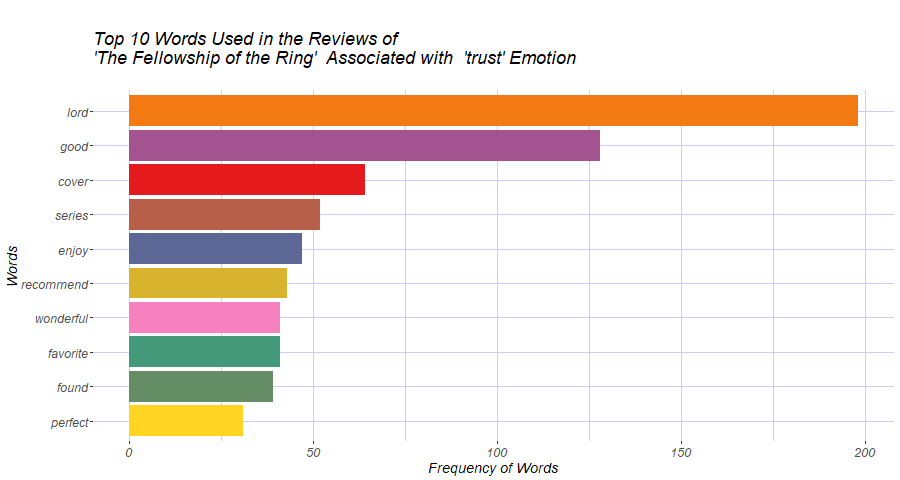 Top 10 Words Used in the Reviews of
'The Fellowship of the Ring'  Associated with  'trust' Emotion
Words
lord
good
cover
series
enjoy
recommend
wonderful
favorite
found
perfect
0 50 100 150 200
Frequency of Words